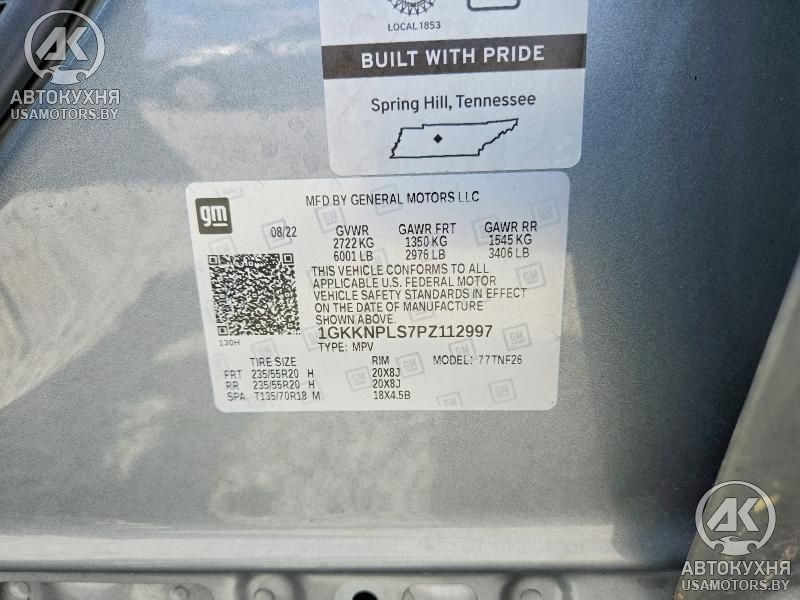 LOCAL 1853
BUILT WITH PRIDE
Spring Hill, Tennessee
AK
АВТОКУХНЯ
USAMOTORS.BY
gm
MFD BY GENERAL MOTORS LLC
08/22 GVWR GAWR FRT GAWR RR
2722 KG 1350 KG 1545 KG
6001 LB 2976 LB 3406 LB
THIS VEHICLE CONFORMS TO ALL
APPLICABLE U.S. FEDERAL MOTOR
VEHICLE SAFETY STANDARDS IN EFFECT
ON THE DATE OF MANUFACTURE
SHOWN ABOVE.
1GKKNPLS7PZ112997
130H
TYPE: MPV
TIRE SIZE RIM MODEL: 77TNF26
FRT 235/55R20 H 20X8J
RR 235/55R20 H 20X8J
SPA T135/70R18 M 18X4.5B
AK
АВТОКУХНЯ
USAMOTORS.BY